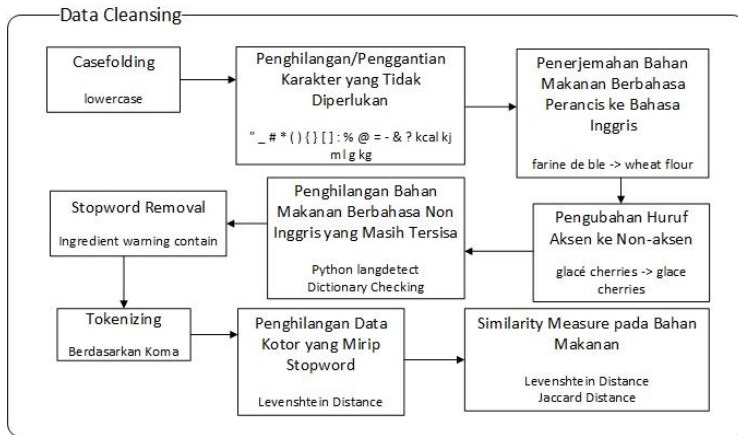 Data Cleansing
Casefolding
lowercase
Penghilangan/Penggantian
Karakter yang Tidak
Diperlukan
" _ # * ( ) { } [ ] : % @ = - & ? kcal kj
ml g kg
Penerjemahan Bahan
Makanan Berbahasa
Perancis ke Bahasa
Inggris
farine de ble -> wheat flour
Pengubahan Huruf
Aksen ke Non-aksen
glacé cherries -> glace
cherries
Penghilangan Bahan
Makanan Berbahasa Non
Inggris yang Masih Tersisa
Python langdetect
Dictionary Checking
Stopword Removal
Ingredient warning contain
Tokenizing
Berdasarkan Koma
Penghilangan Data
Kotor yang Mirip
Stopword
Levenshtein Distance
Similarity Measure pada Bahan
Makanan
Levenshtein Distance
Jaccard Distance